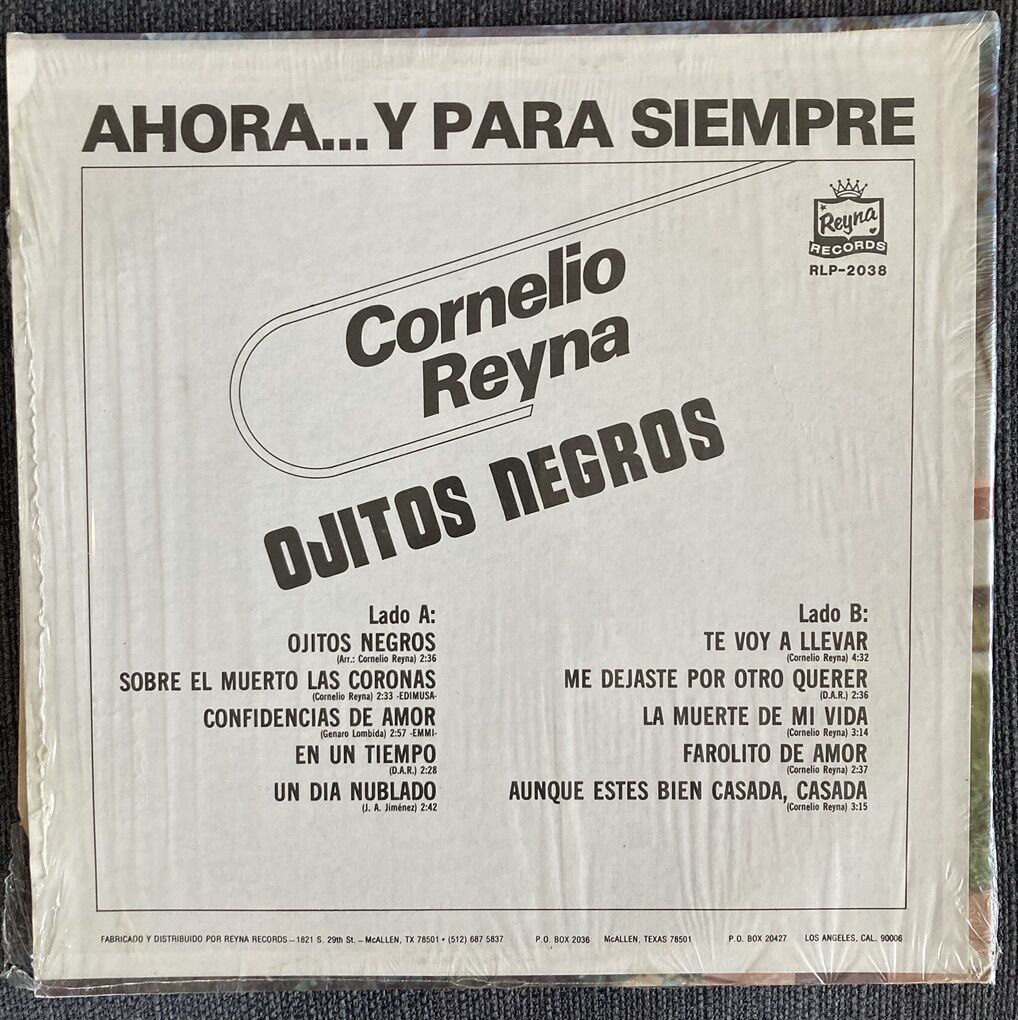 AHORA...Y PARA SIEMPRE
Reyna
RECORDS
RLP-2038
Cornelio
Reyna
OJITOS NEGROS
Lado A:
OJITOS NEGROS
(Arr.: Cornelio Reyna) 2:36
SOBRE EL MUERTO LAS CORONAS
(Cornelio Reyna) 2:33 -EDIMUSA-
CONFIDENCIAS DE AMOR
(Genaro Lombida) 2:57 -EMMI-
EN UN TIEMPO
(D.A.R.) 2:28
UN DIA NUBLADO
(J. A. Jiménez) 2:42
Lado B:
TE VOY A LLEVAR
(Cornelio Reyna) 4:32
ME DEJASTE POR OTRO QUERER
(D.A.R.) 2:36
LA MUERTE DE MI VIDA
(Cornelio Reyna) 3:14
FAROLITO DE AMOR
(Cornelio Reyna) 2:37
AUNQUE ESTES BIEN CASADA, CASADA
(Cornelio Reyna) 3:15
FABRICADO Y DISTRIBUIDO POR REYNA RECORDS – 1821 S. 29th St. – McALLEN, TX 78501 • (512) 687 5837 P.O. BOX 2036 McALLEN, TEXAS 78501 P.O. BOX 20427 LOS ANGELES, CAL. 90006